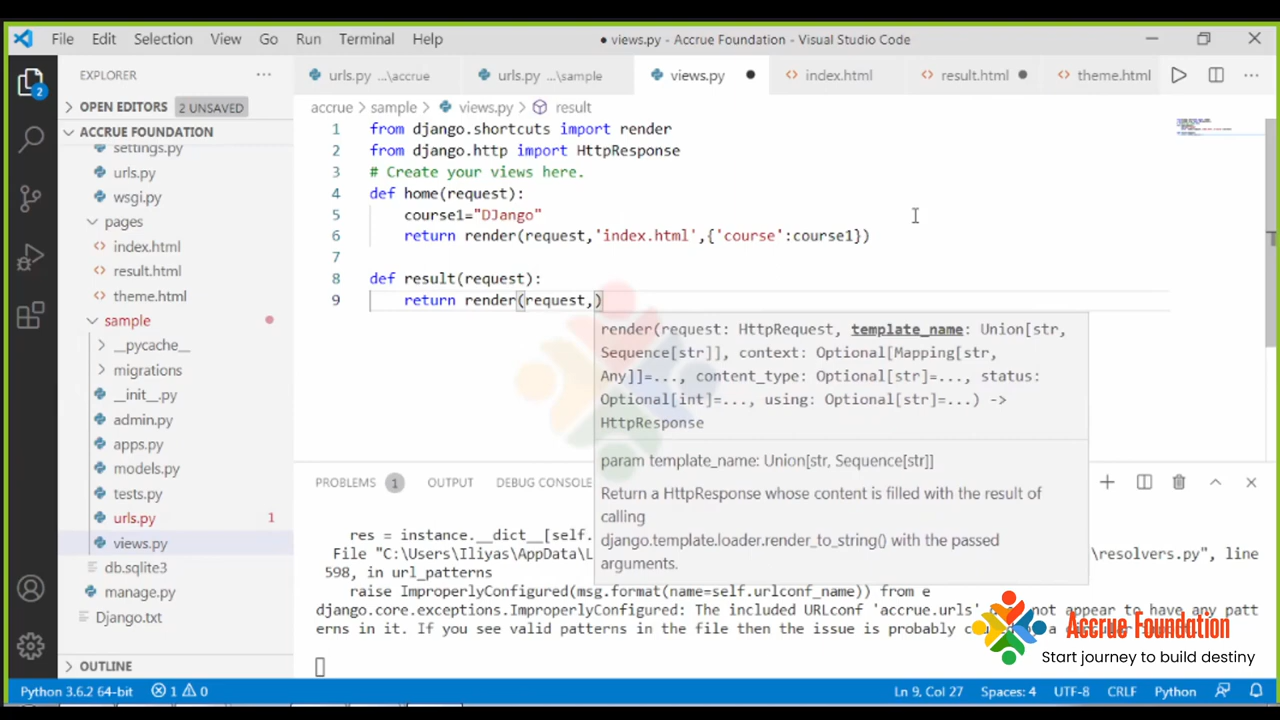 File Edit Selection View Go Run Terminal Help ● views.py - Accrue Foundation - Visual Studio Code
EXPLORER ... urls.py ...\accrue urls.py ...\sample views.py index.html result.html theme.html ...
OPEN EDITORS 2 UNSAVED
ACCRUE FOUNDATION
settings.py
urls.py
wsgi.py
pages
index.html
result.html
theme.html
sample
__pycache__
migrations
__init__.py
admin.py
apps.py
models.py
tests.py
urls.py 1
views.py
db.sqlite3
manage.py
Django.txt
OUTLINE
2
accrue > sample > views.py > result
1 from django.shortcuts import render
2 from django.http import HttpResponse
3 # Create your views here.
4 def home(request):
5 course1="DJango"
6 return render(request,'index.html',{'course':course1})
7
8 def result(request):
9 return render(request,)
render(request: HttpRequest, template_name: Union[str,
Sequence[str]], context: Optional[Mapping[str,
Any]]=..., content_type: Optional[str]=..., status:
Optional[int]=..., using: Optional[str]=...) ->
HttpResponse
param template_name: Union[str, Sequence[str]]
Return a HttpResponse whose content is filled with the result of
calling
django.template.loader.render_to_string() with the passed
arguments.
PROBLEMS 1 OUTPUT DEBUG CONSOLE
res = instance.__dict__[self.
File "C:\Users\Iliyas\AppData\L \resolvers.py", line
598, in url_patterns
raise ImproperlyConfigured(msg.format(name=self.urlconf_name)) from e
django.core.exceptions.ImproperlyConfigured: The included URLconf 'accrue.urls' not appear to have any patt
erns in it. If you see valid patterns in the file then the issue is probably
Accrue Foundation
Start journey to build destiny
Python 3.6.2 64-bit 1 0 Ln 9, Col 27 Spaces: 4 UTF-8 CRLF Python